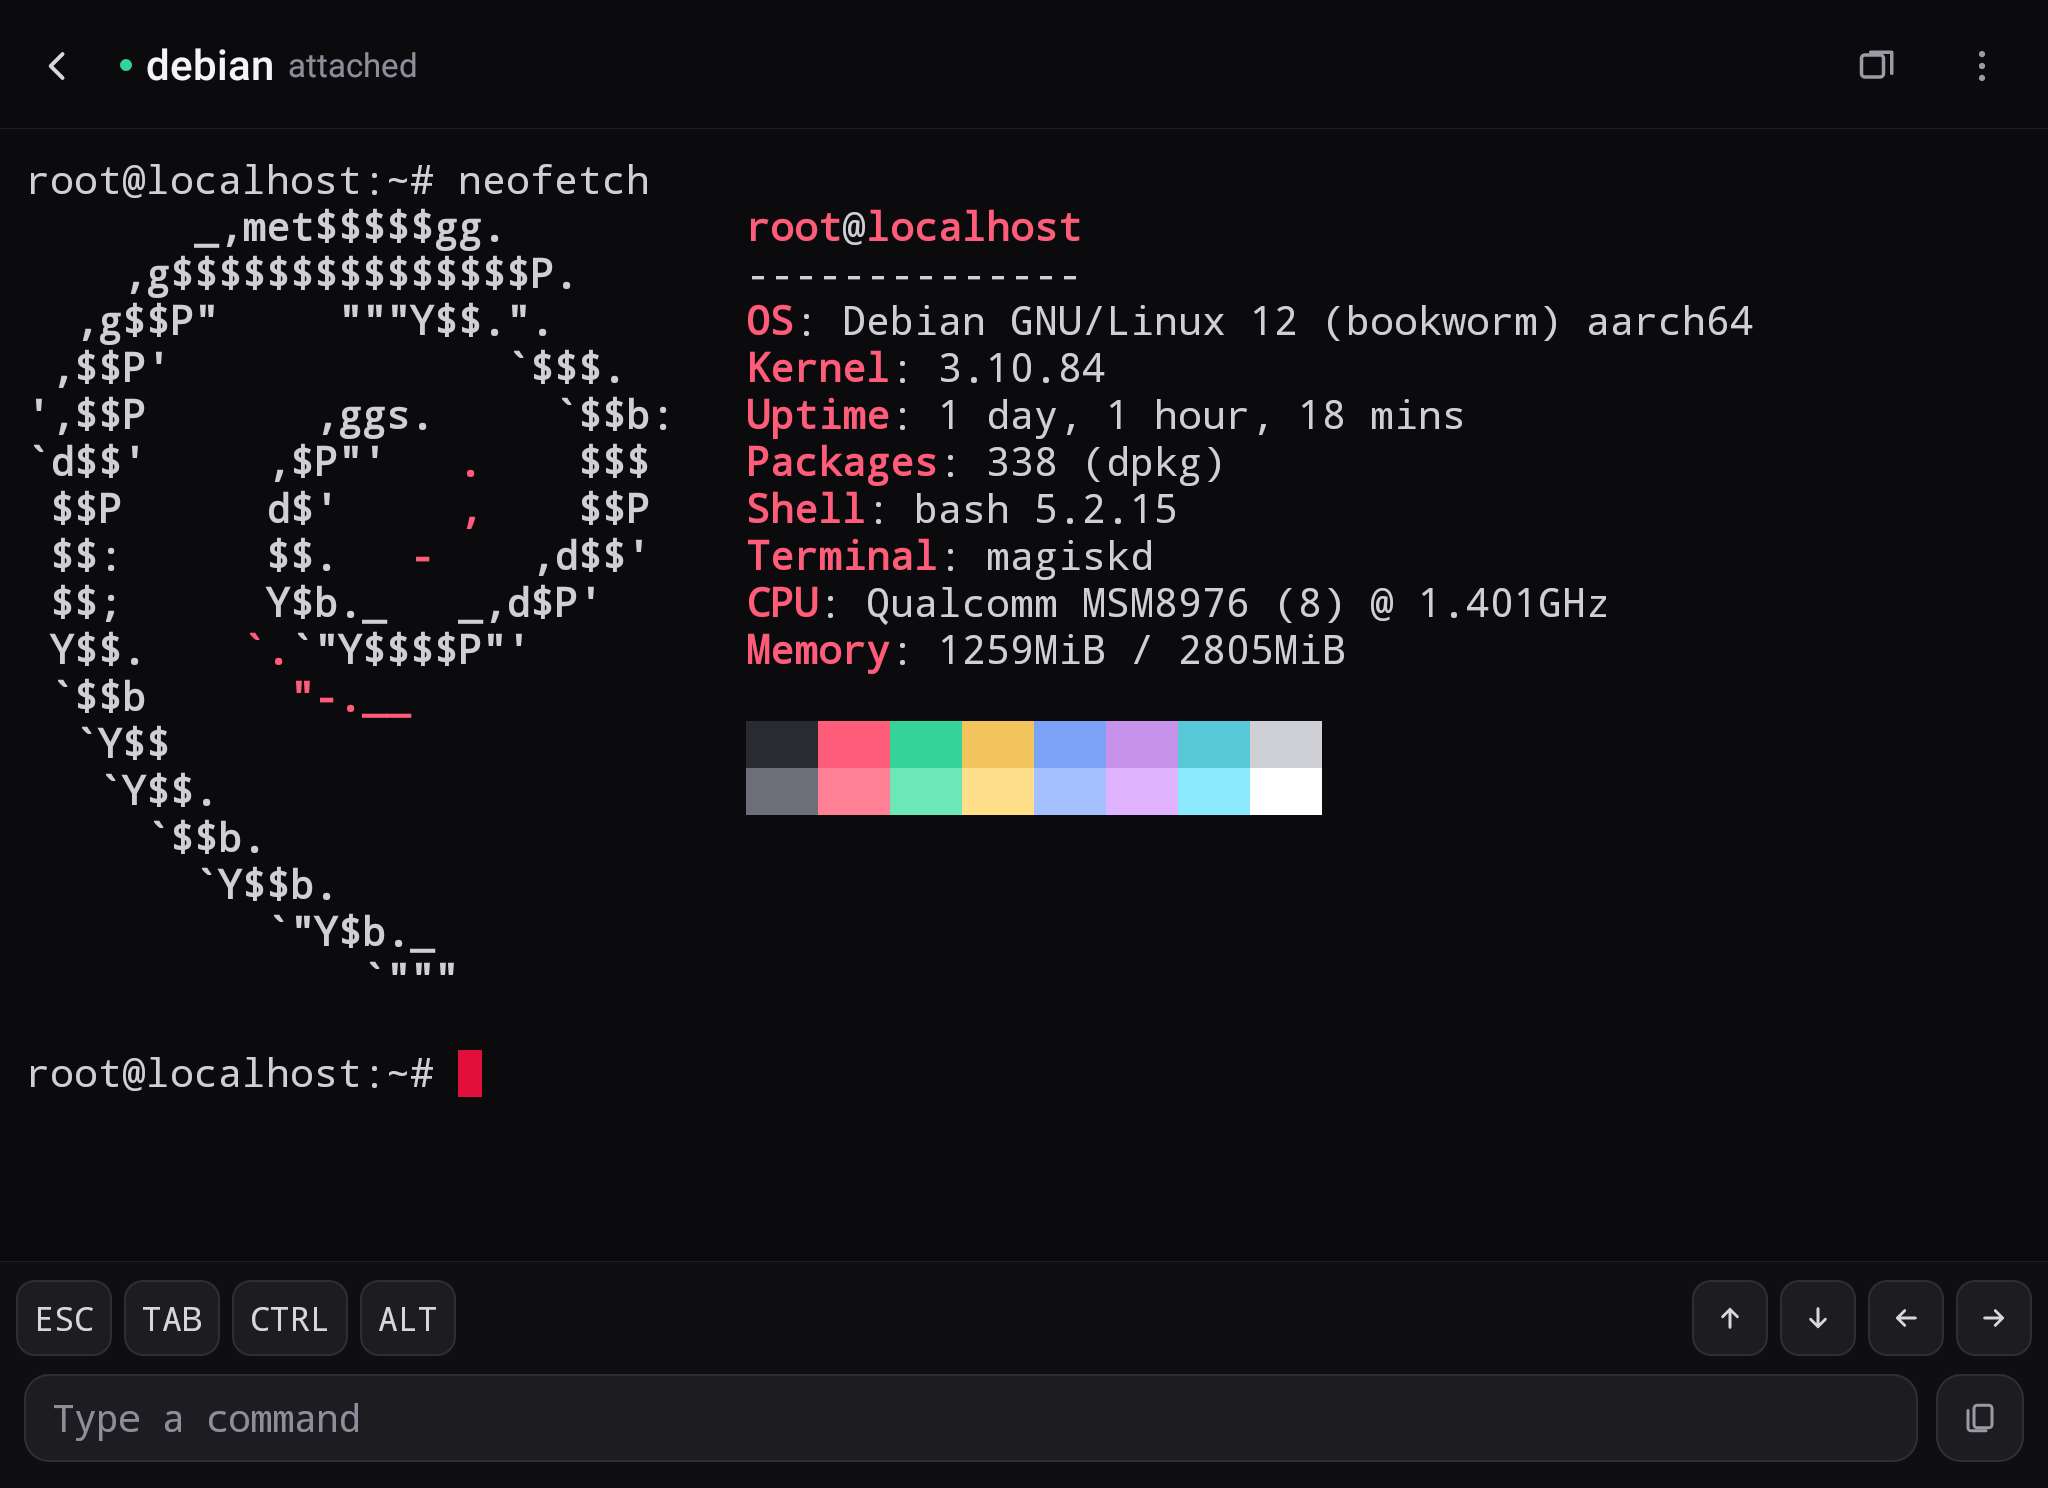 debian attached
root@localhost:~# neofetch
       _,met$$$$$gg.          root@localhost
    ,g$$$$$$$$$$$$$$$P.       --------------
  ,g$$P"     """Y$$.".        OS: Debian GNU/Linux 12 (bookworm) aarch64
 ,$$P'              `$$$.     Kernel: 3.10.84
',$$P       ,ggs.     `$$b:   Uptime: 1 day, 1 hour, 18 mins
`d$$'     ,$P"'   .    $$$    Packages: 338 (dpkg)
 $$P      d$'     ,    $$P    Shell: bash 5.2.15
 $$:      $$.   -    ,d$$'    Terminal: magiskd
 $$;      Y$b._   _,d$P'      CPU: Qualcomm MSM8976 (8) @ 1.401GHz
 Y$$.    `.`"Y$$$$P"'         Memory: 1259MiB / 2805MiB
 `$$b      "-.__
  `Y$$
   `Y$$.
     `$$b.
       `Y$$b.
          `"Y$b._
              `"""
root@localhost:~#
ESC TAB CTRL ALT ↑ ↓ ← →
Type a command